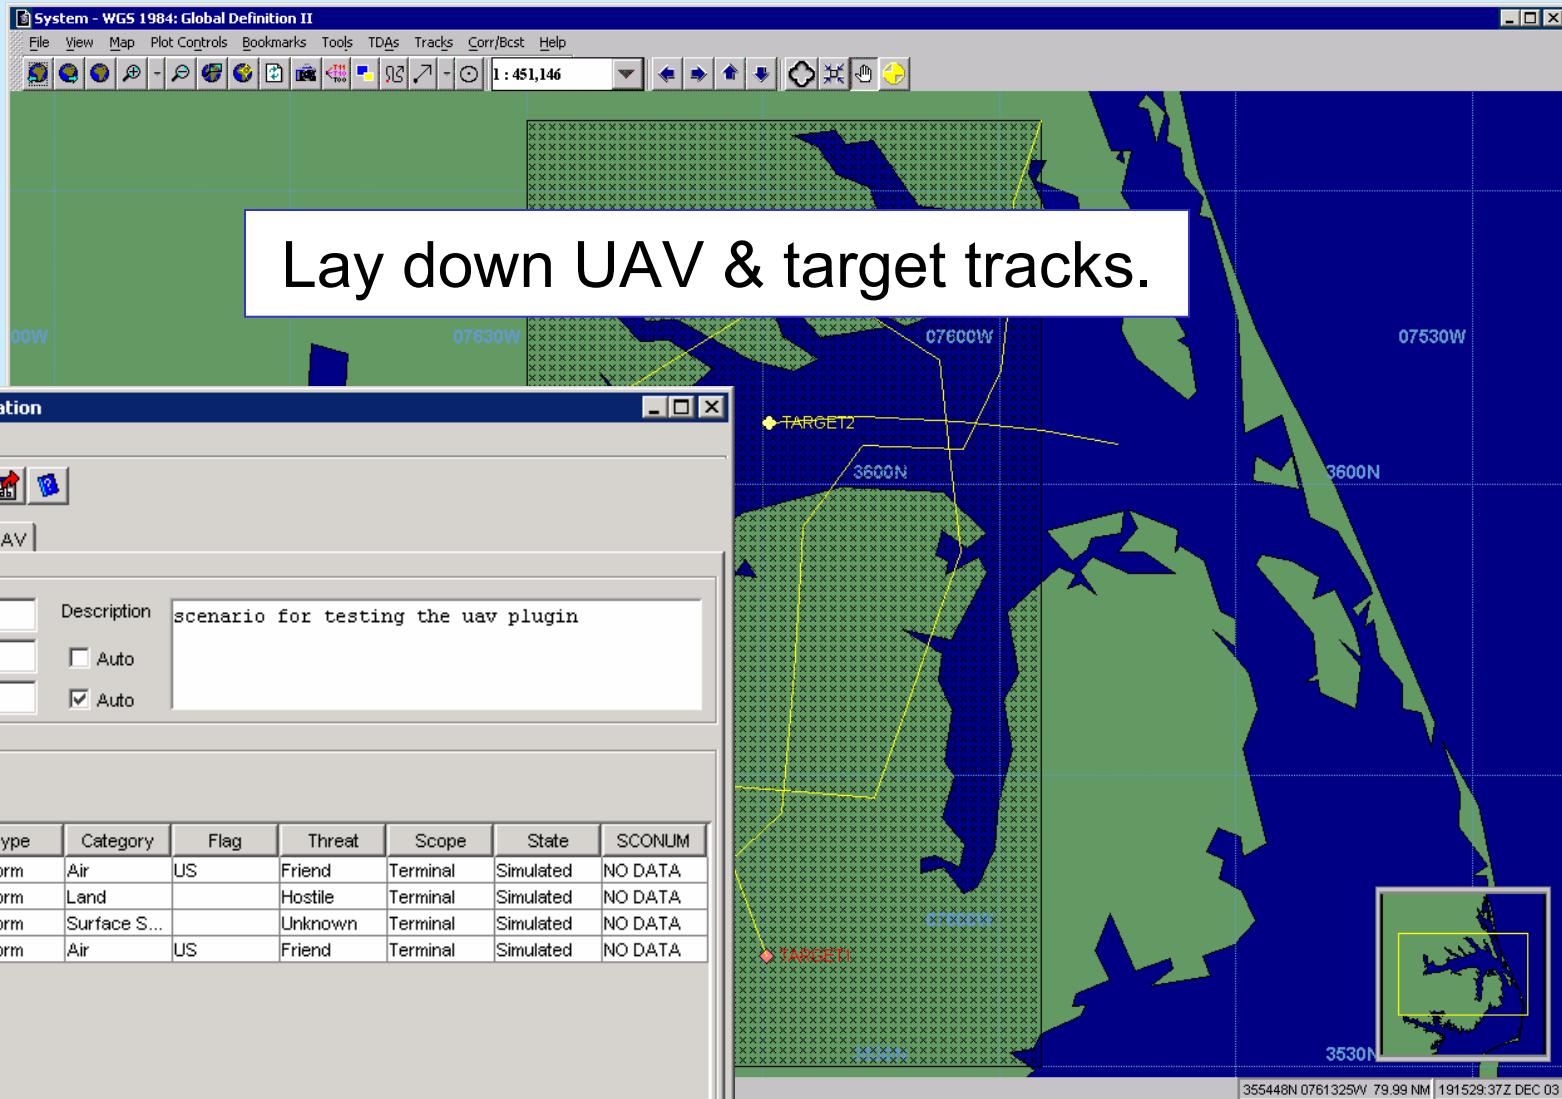 System - WGS 1984: Global Definition II
File View Map Plot Controls Bookmarks Tools TDAs Tracks Corr/Bcst Help
1 : 451,146
Lay down UAV & target tracks.
00W 07630W 07600W 07530W
ation
TARGET2
3600N 3600N
AV
Description scenario for testing the uav plugin
Auto
Auto
ype Category Flag Threat Scope State SCONUM
orm Air US Friend Terminal Simulated NO DATA
orm Land Hostile Terminal Simulated NO DATA
orm Surface S... Unknown Terminal Simulated NO DATA
orm Air US Friend Terminal Simulated NO DATA
07600W
TARGET1
3530N 3530N
355448N 0761325W 79.99 NM 191529:37Z DEC 03